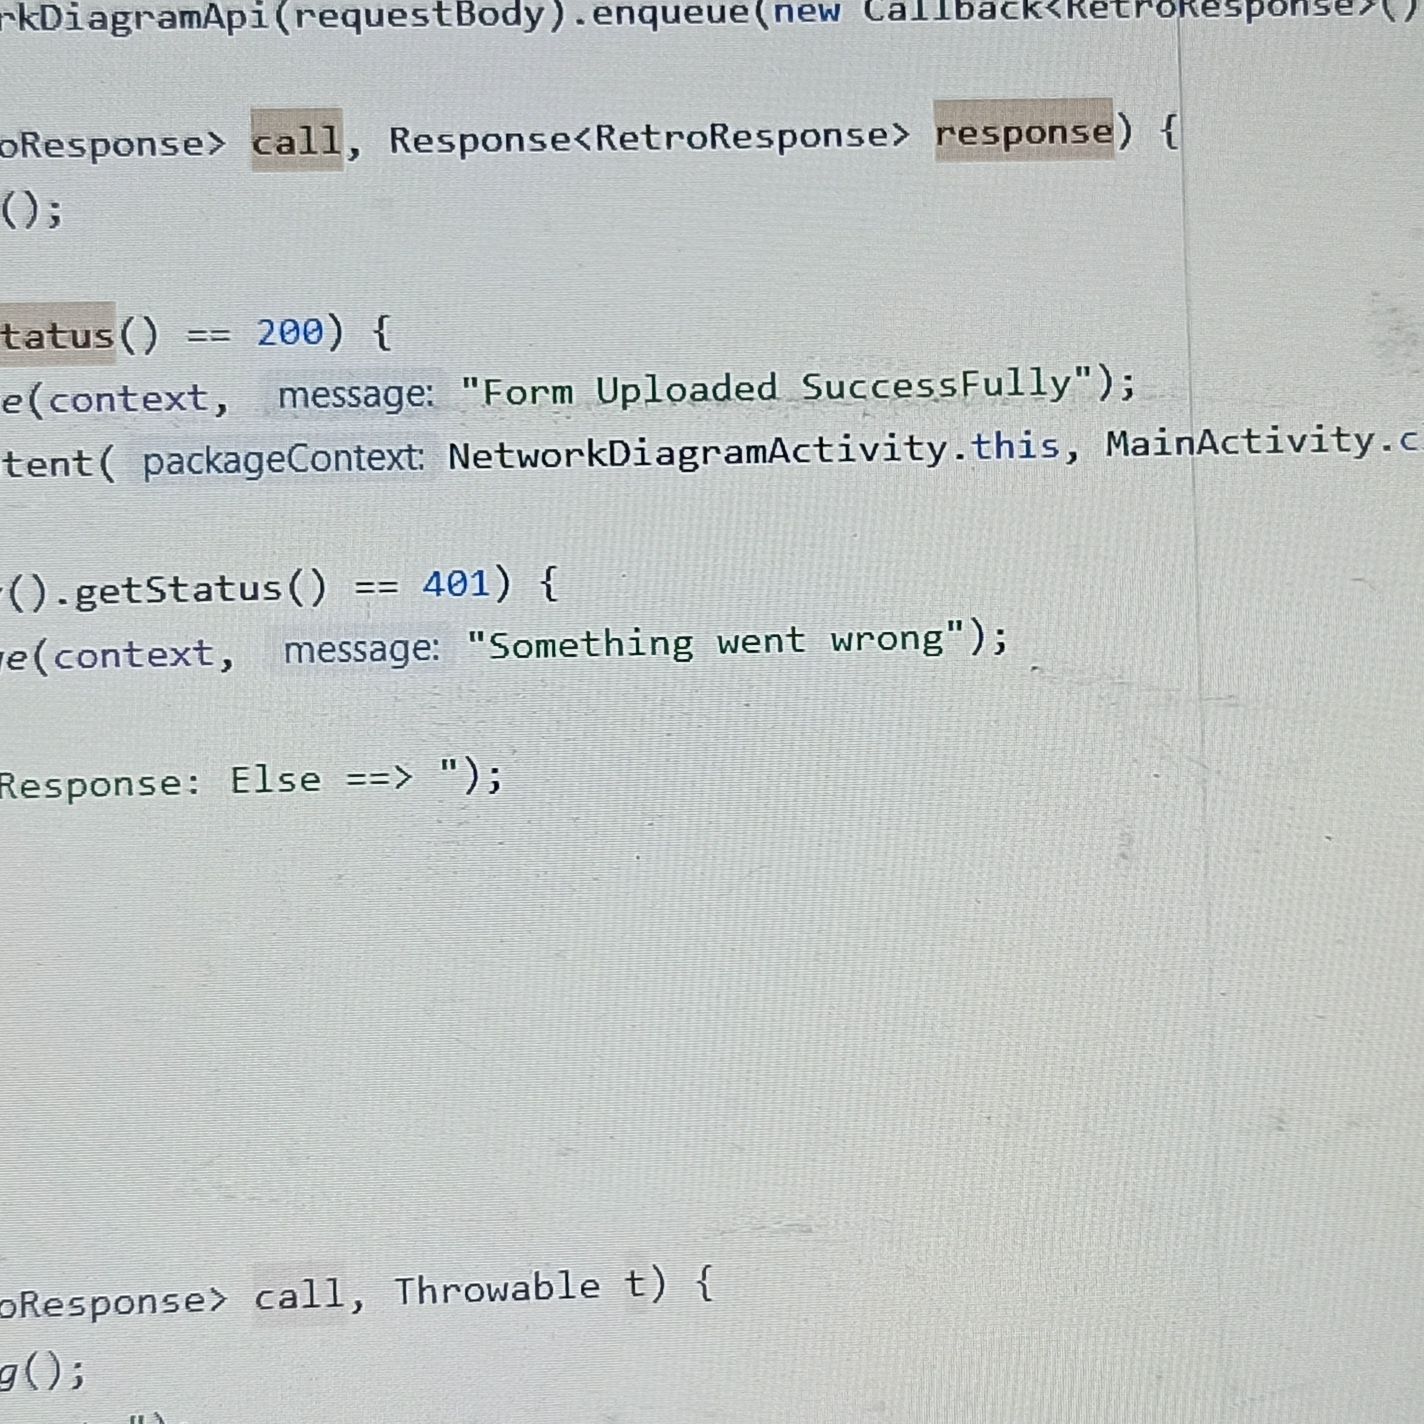 rkDiagramApi(requestBody).enqueue(new Callback<RetroResponse>()
oResponse> call, Response<RetroResponse> response) {
();
tatus() == 200) {
e(context, message: "Form Uploaded SuccessFully");
tent( packageContext: NetworkDiagramActivity.this, MainActivity.c
().getStatus() == 401) {
e(context, message: "Something went wrong");
Response: Else ==> ");
oResponse> call, Throwable t) {
g();
")